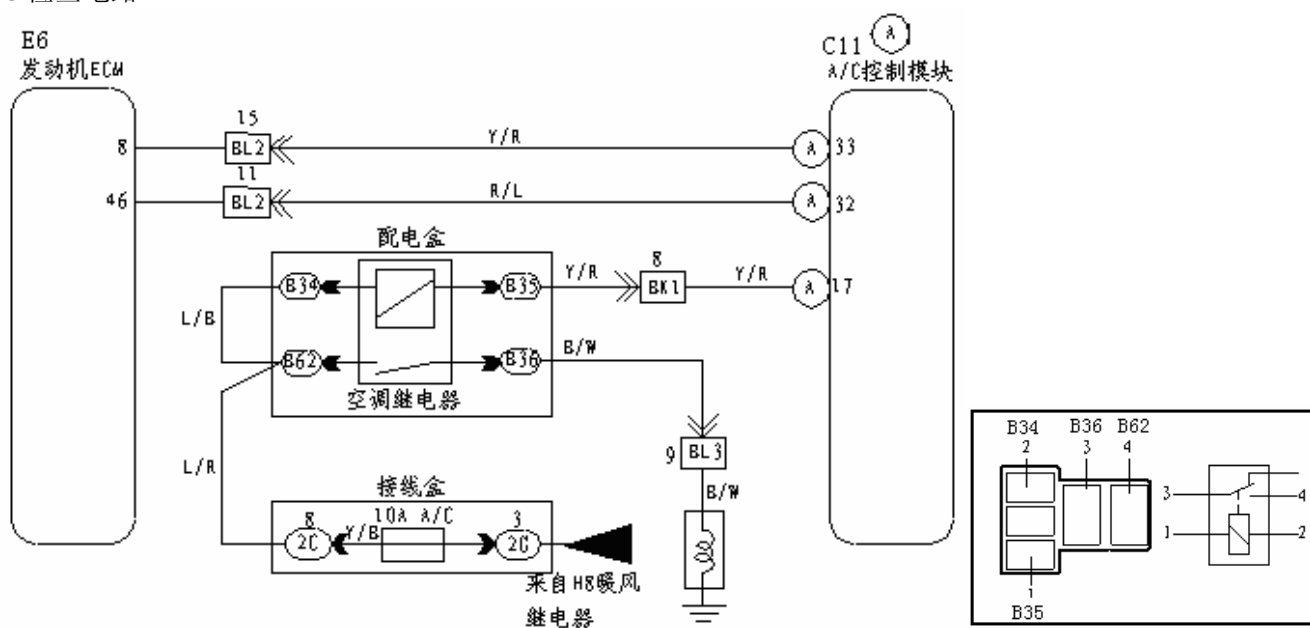 E6
发动机ECM
C11 A
A/C控制模块
8
15
BL2
Y/R
A
33
46
11
BL2
R/L
A
32
配电盒
B34
B35
Y/R
8
BK1
Y/R
A
17
L/B
B62
B36
B/W
空调继电器
L/R
9
BL3
B/W
接线盒
8
2C
Y/B
10A A/C
3
2C
来自H8暖风
继电器
B34
2
B36
3
B62
4
1
B35
3
4
1
2